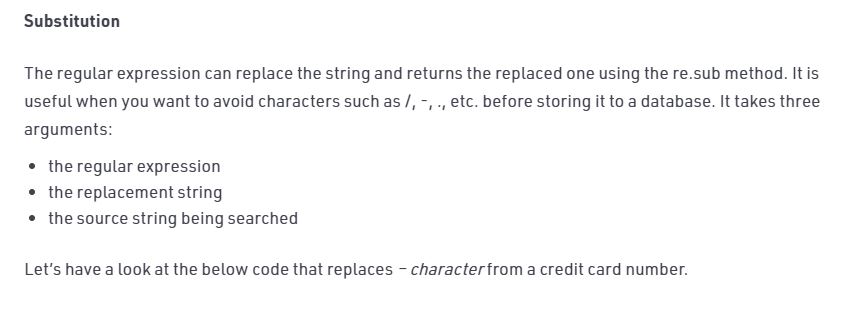 Substitution
The regular expression can replace the string and returns the replaced one using the re.sub method. It is
useful when you want to avoid characters such as /, -, ., etc. before storing it to a database. It takes three
arguments:
• the regular expression
• the replacement string
• the source string being searched
Let's have a look at the below code that replaces – character from a credit card number.